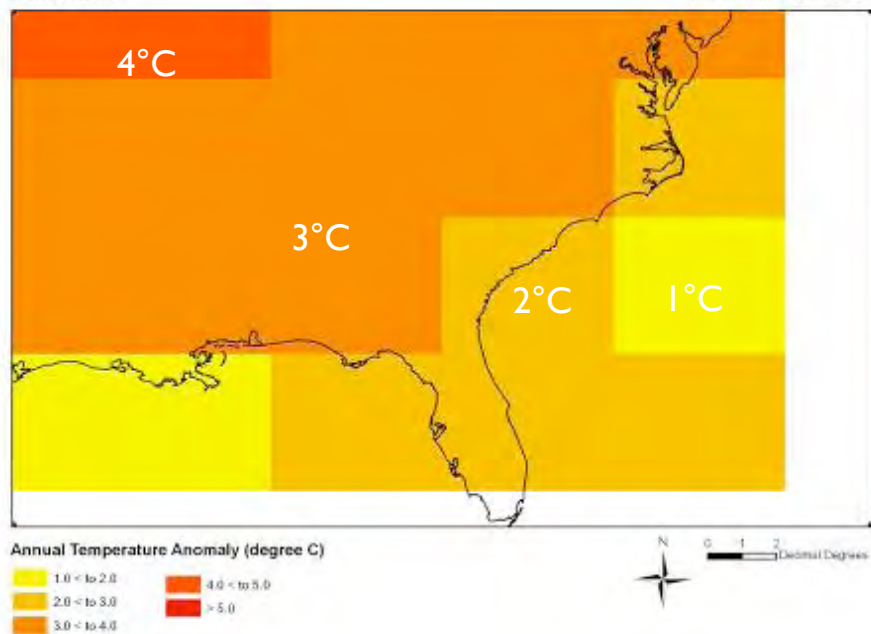 4°C
3°C
2°C
1°C
Annual Temperature Anomaly (degree C)
1.0 < to 2.0
2.0 < to 3.0
3.0 < to 4.0
4.0 < to 5.0
> 5.0
N
0 1 2
Decimal Degrees